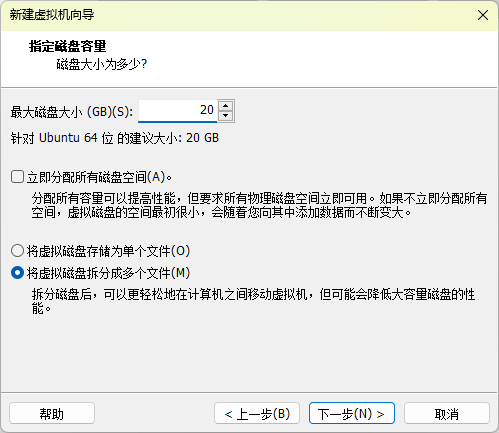 新建虚拟机向导
指定磁盘容量
磁盘大小为多少?
最大磁盘大小 (GB)(S): 20
针对 Ubuntu 64 位 的建议大小: 20 GB
立即分配所有磁盘空间(A)。
分配所有容量可以提高性能，但要求所有物理磁盘空间立即可用。如果不立即分配所有
空间，虚拟磁盘的空间最初很小，会随着您向其中添加数据而不断变大。
将虚拟磁盘存储为单个文件(O)
将虚拟磁盘拆分成多个文件(M)
拆分磁盘后，可以更轻松地在计算机之间移动虚拟机，但可能会降低大容量磁盘的性
能。
帮助 < 上一步(B) 下一步(N) > 取消